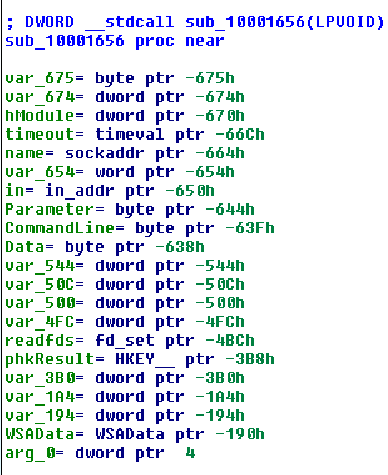 ; DWORD __stdcall sub_10001656(LPVOID)
sub_10001656 proc near
var_675= byte ptr -675h
var_674= dword ptr -674h
hModule= dword ptr -670h
timeout= timeval ptr -66Ch
name= sockaddr ptr -664h
var_654= word ptr -654h
in= in_addr ptr -650h
Parameter= byte ptr -644h
CommandLine= byte ptr -63Fh
Data= byte ptr -638h
var_544= dword ptr -544h
var_50C= dword ptr -50Ch
var_500= dword ptr -500h
var_4FC= dword ptr -4FCh
readfds= fd_set ptr -4BCh
phkResult= HKEY__ ptr -3B8h
var_3B0= dword ptr -3B0h
var_1A4= dword ptr -1A4h
var_194= dword ptr -194h
WSAData= WSAData ptr -190h
arg_0= dword ptr  4